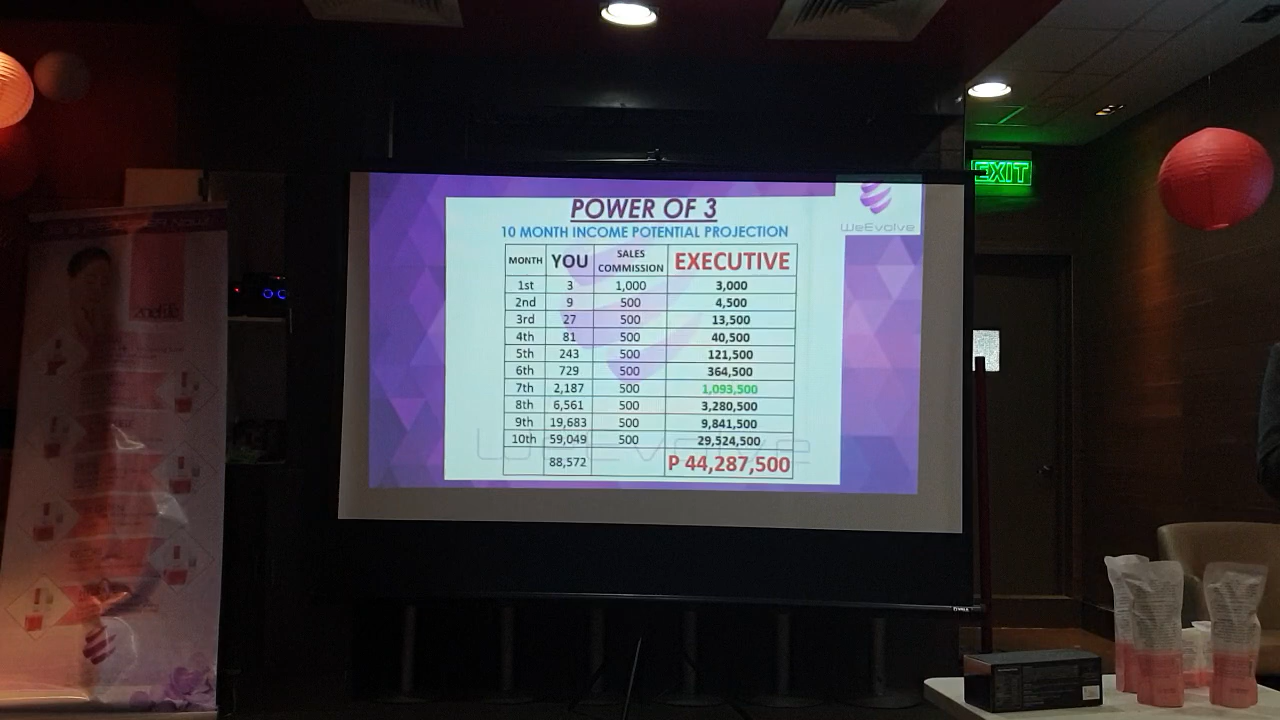 POWER OF 3
WeEvolve
10 MONTH INCOME POTENTIAL PROJECTION
MONTH YOU SALES COMMISSION EXECUTIVE
1st 3 1,000 3,000
2nd 9 500 4,500
3rd 27 500 13,500
4th 81 500 40,500
5th 243 500 121,500
6th 729 500 364,500
7th 2,187 500 1,093,500
8th 6,561 500 3,280,500
9th 19,683 500 9,841,500
10th 59,049 500 29,524,500
88,572 P 44,287,500
WeEvolve
EXIT